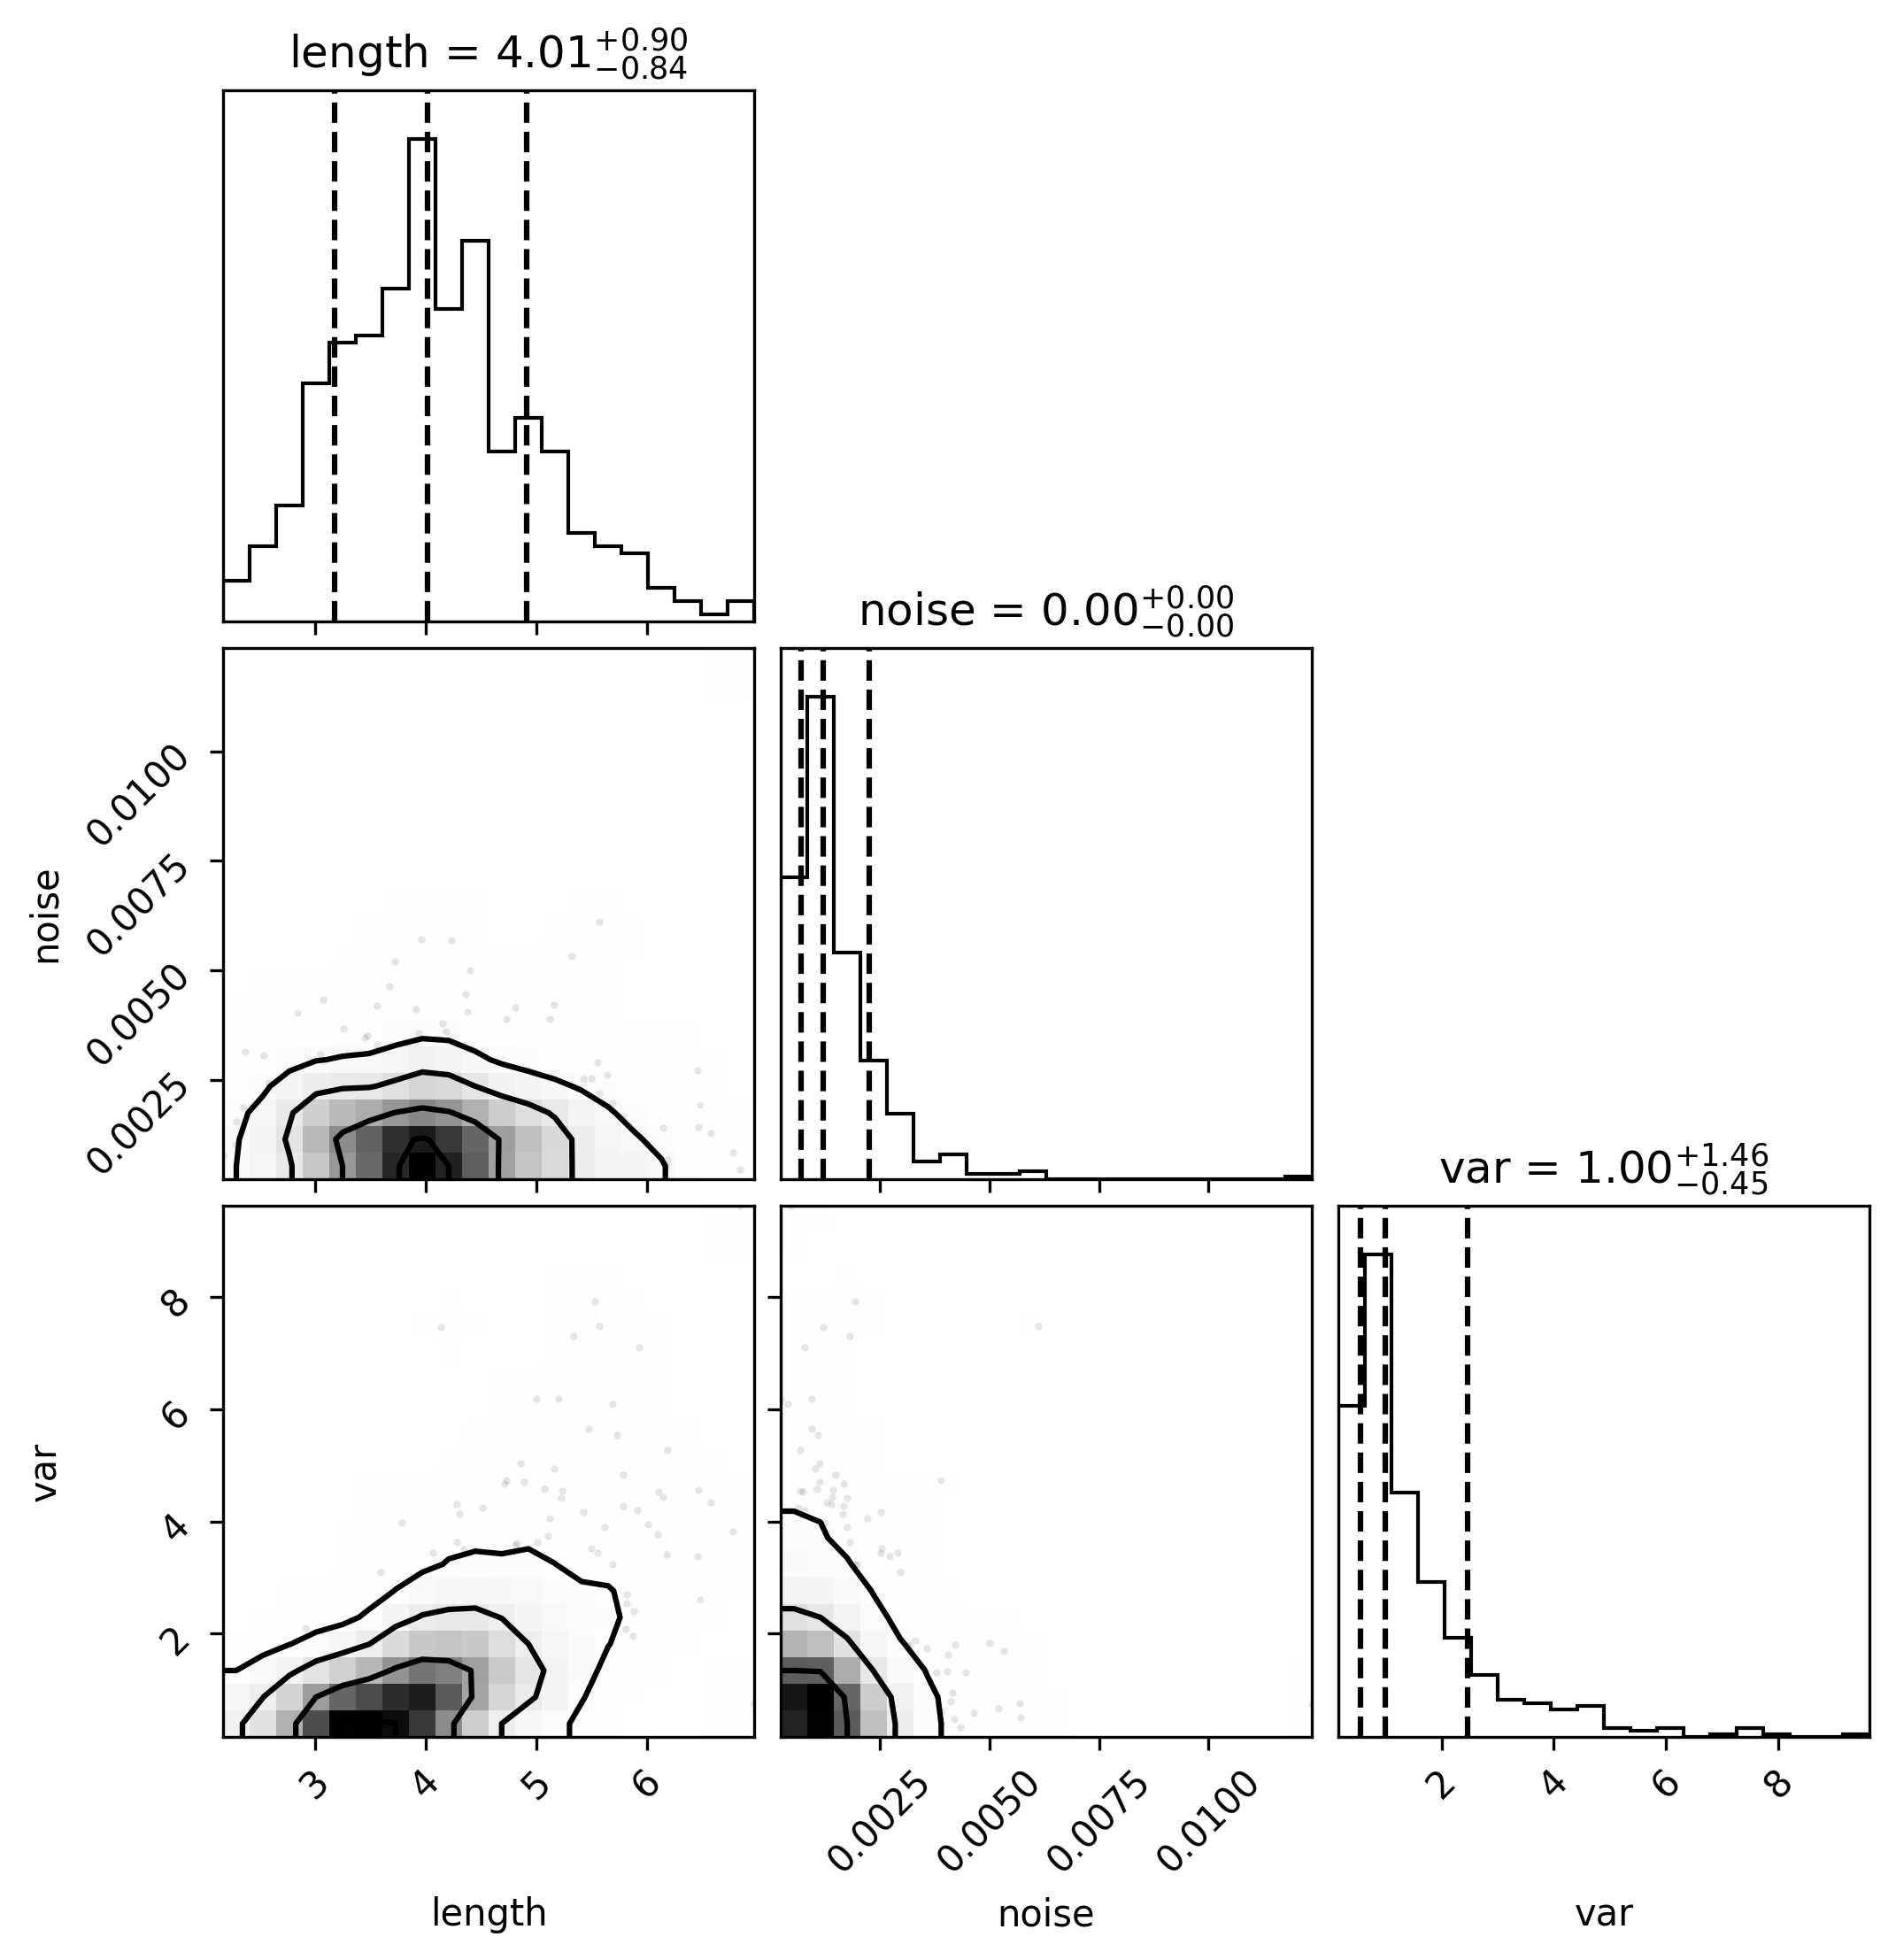 length = 4.01 +0.90 −0.84
noise = 0.00 +0.00 −0.00
noise
0.0100
0.0075
0.0050
0.0025
var = 1.00 +1.46 −0.45
var
8
6
4
2
3 4 5 6
0.0025 0.0050 0.0075 0.0100
2 4 6 8
length noise var